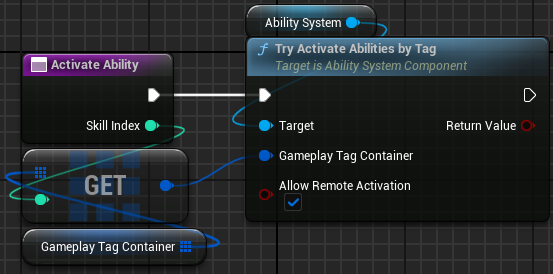 Ability System
Activate Ability
Try Activate Abilities by Tag
Target is Ability System Component
Skill Index
Target
Return Value
GET
Gameplay Tag Container
Allow Remote Activation
Gameplay Tag Container